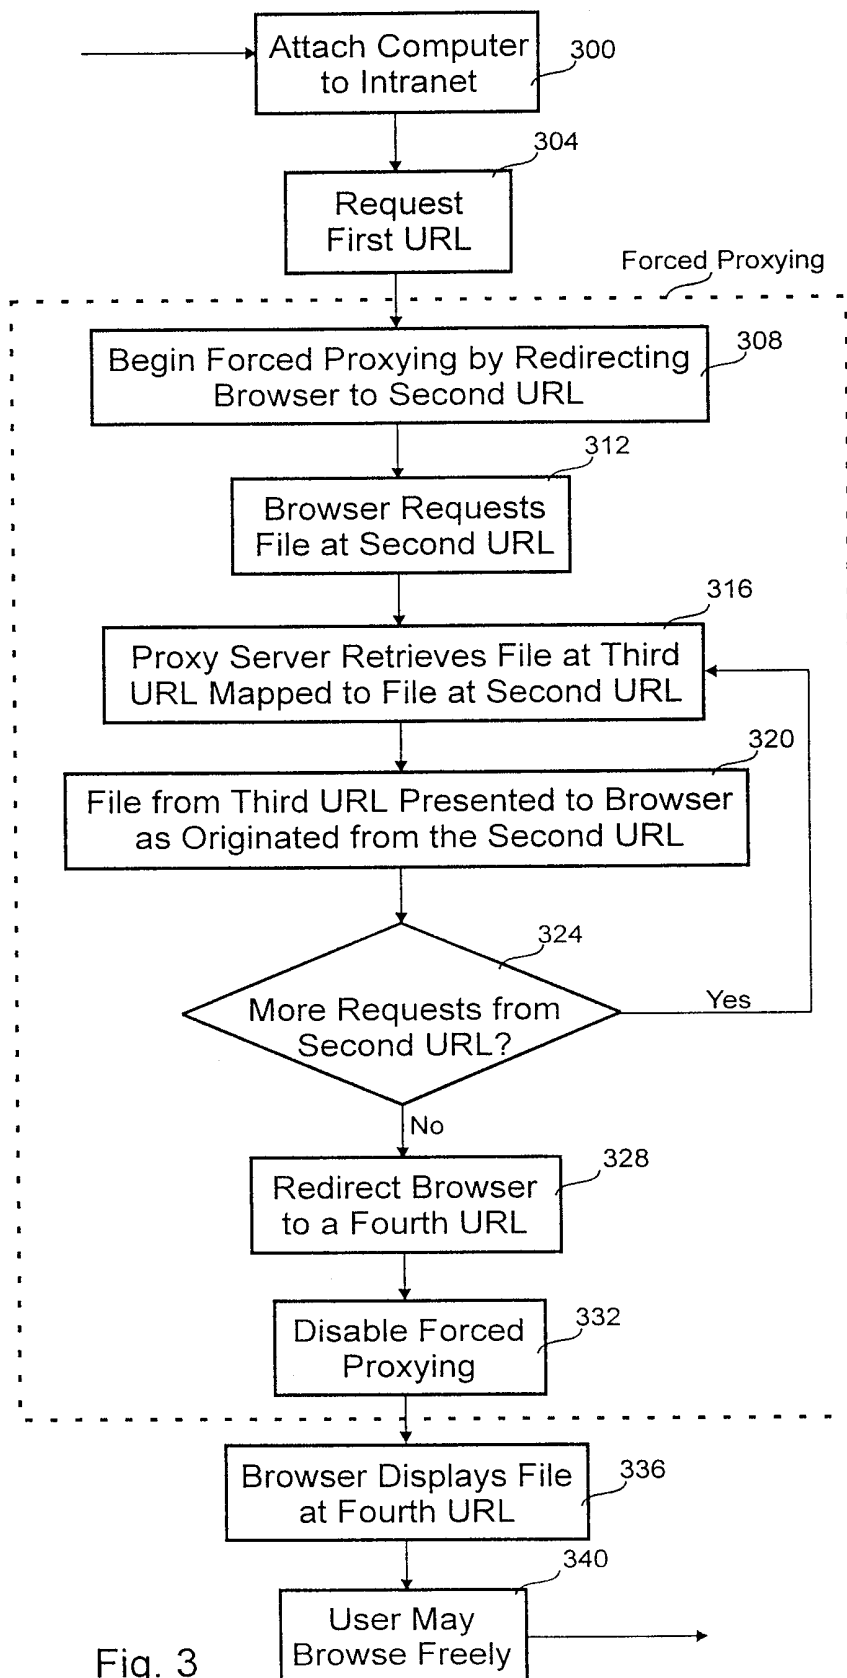 Attach Computer
to Intranet
300
304
Request
First URL
Forced Proxying
308
Begin Forced Proxying by Redirecting
Browser to Second URL
312
Browser Requests
File at Second URL
316
Proxy Server Retrieves File at Third
URL Mapped to File at Second URL
320
File from Third URL Presented to Browser
as Originated from the Second URL
324
More Requests from
Second URL?
Yes
No
328
Redirect Browser
to a Fourth URL
332
Disable Forced
Proxying
Browser Displays File
at Fourth URL
336
340
User May
Browse Freely
Fig. 3